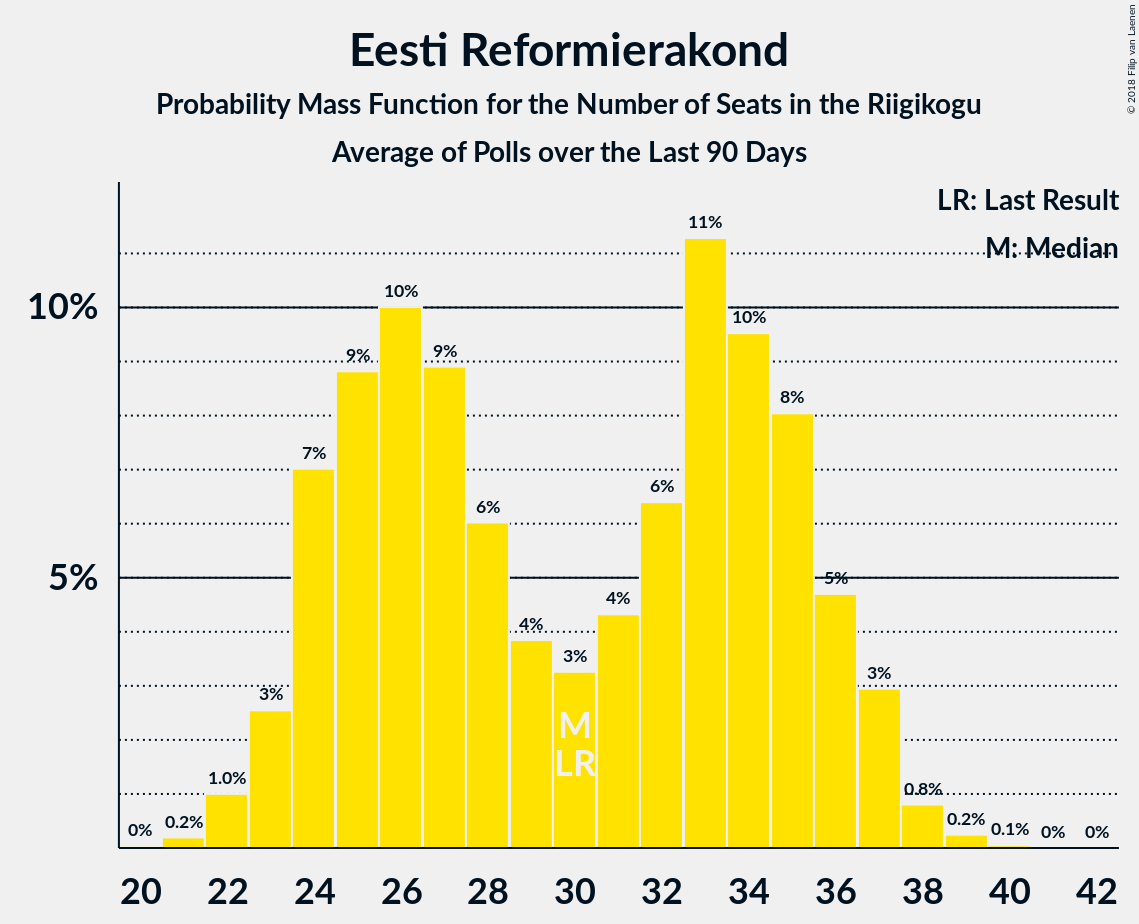 © 2018 Filip van Laenen
Eesti Reformierakond
Probability Mass Function for the Number of Seats in the Riigikogu
Average of Polls over the Last 90 Days
LR: Last Result
M: Median
10%
5%
0%
0.2%
1.0%
3%
7%
9%
10%
9%
6%
4%
3%
4%
6%
11%
10%
8%
5%
3%
0.8%
0.2%
0.1%
0%
0%
M
LR
20 22 24 26 28 30 32 34 36 38 40 42